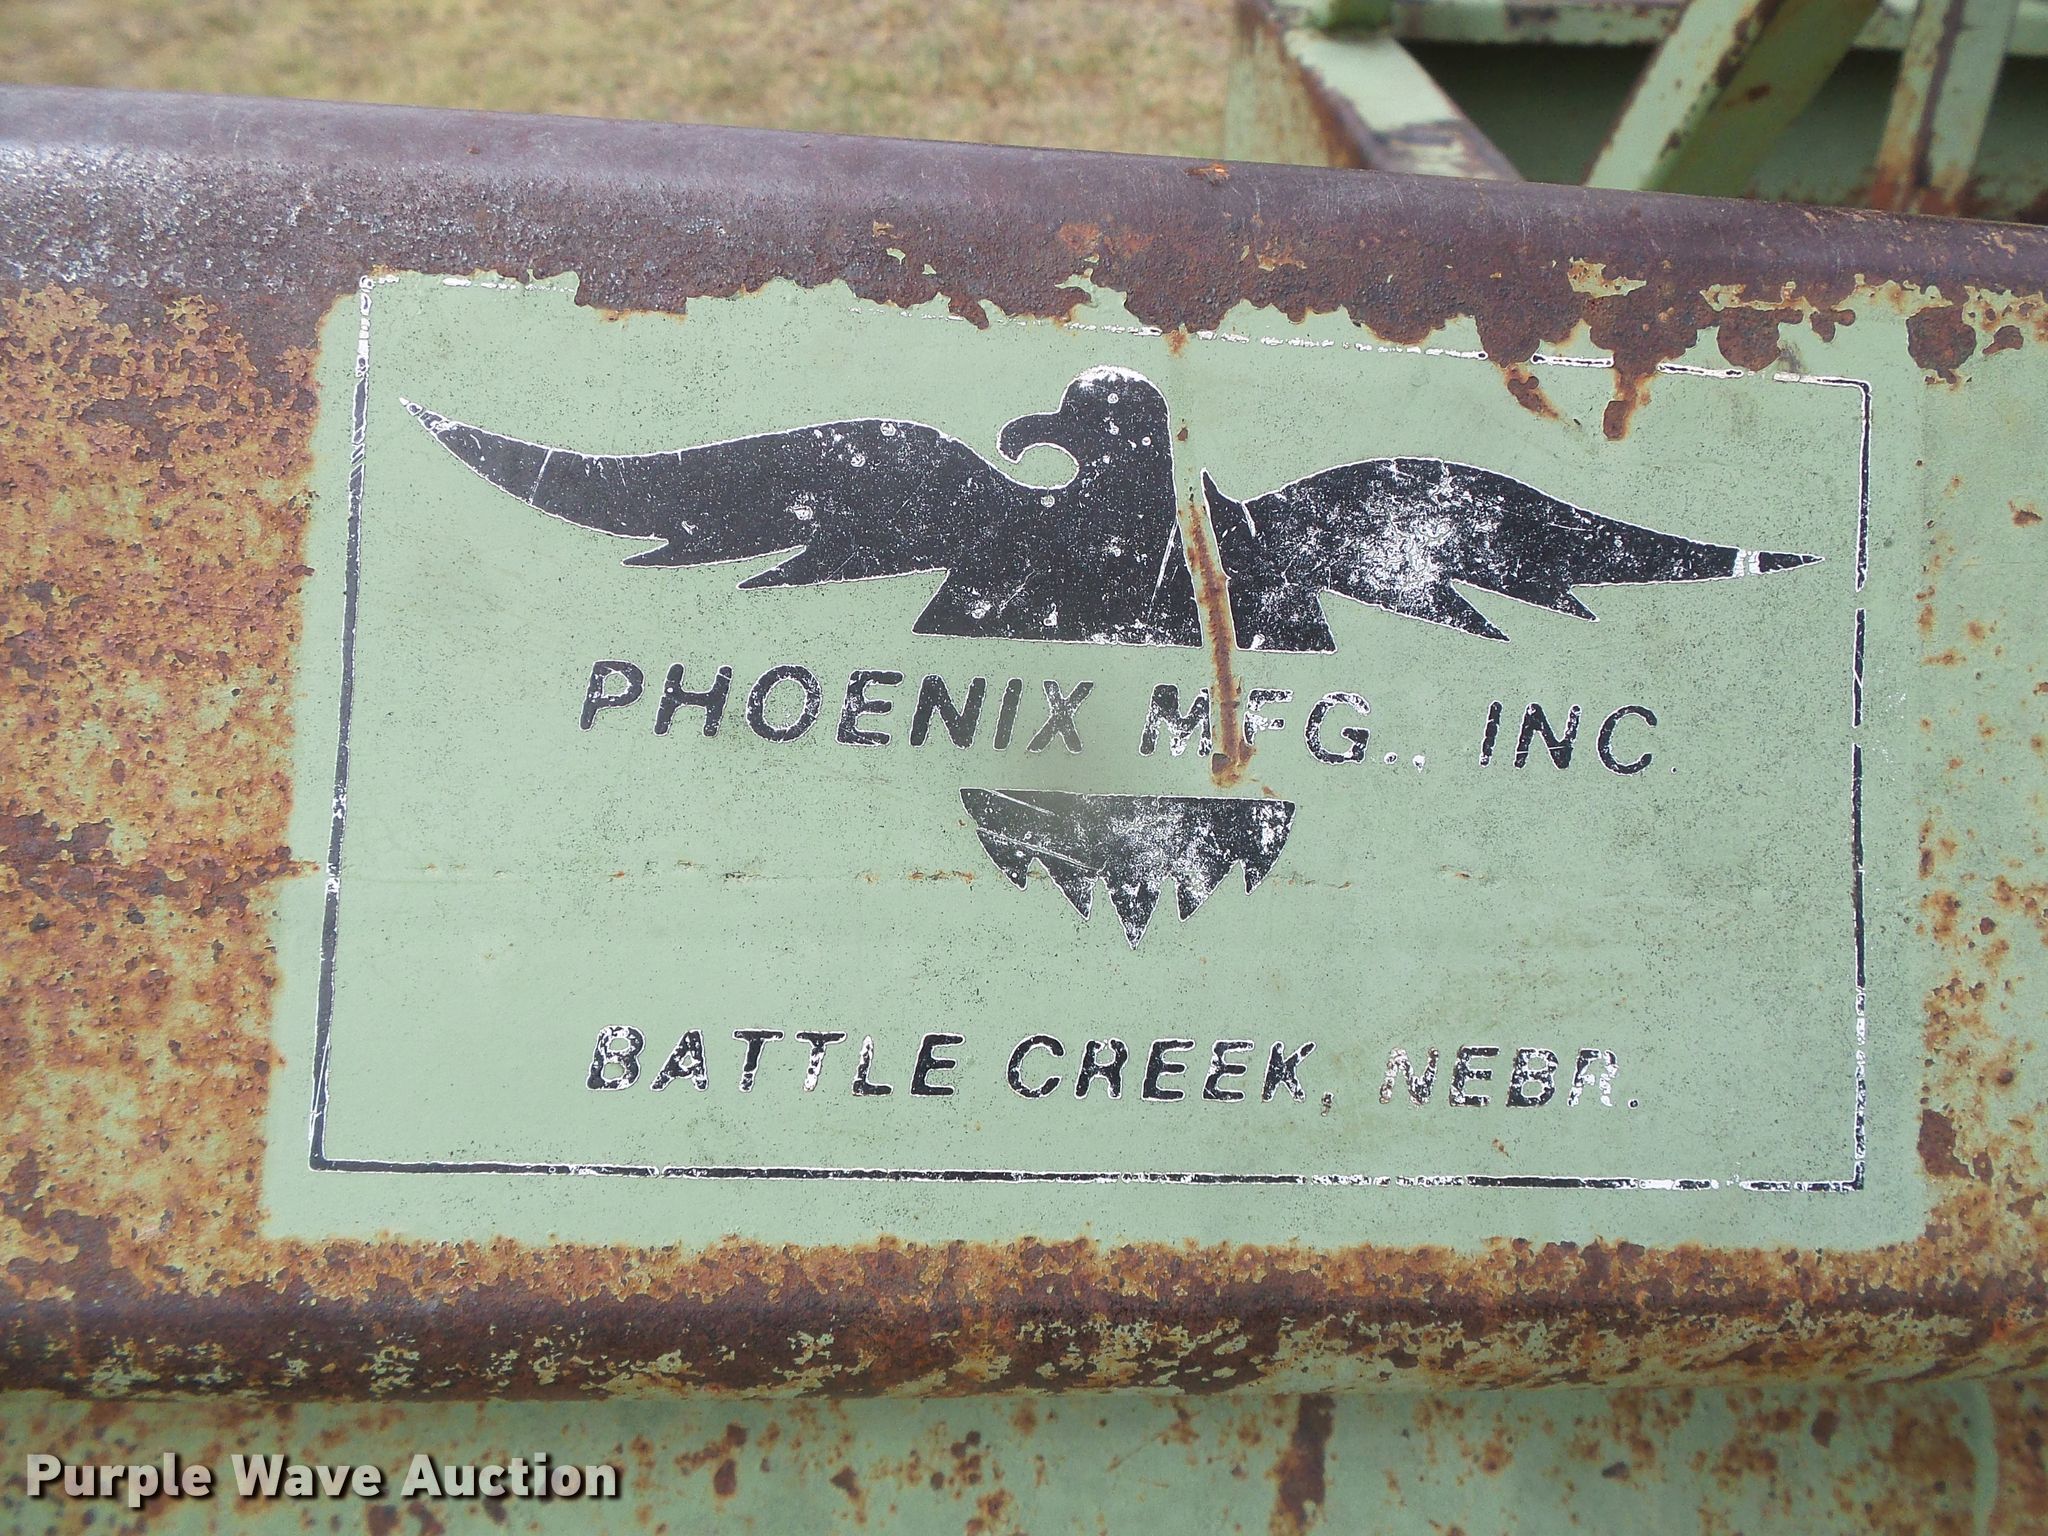 PHOENIX MFG., INC.
BATTLE CREEK, NEBR.
Purple Wave Auction